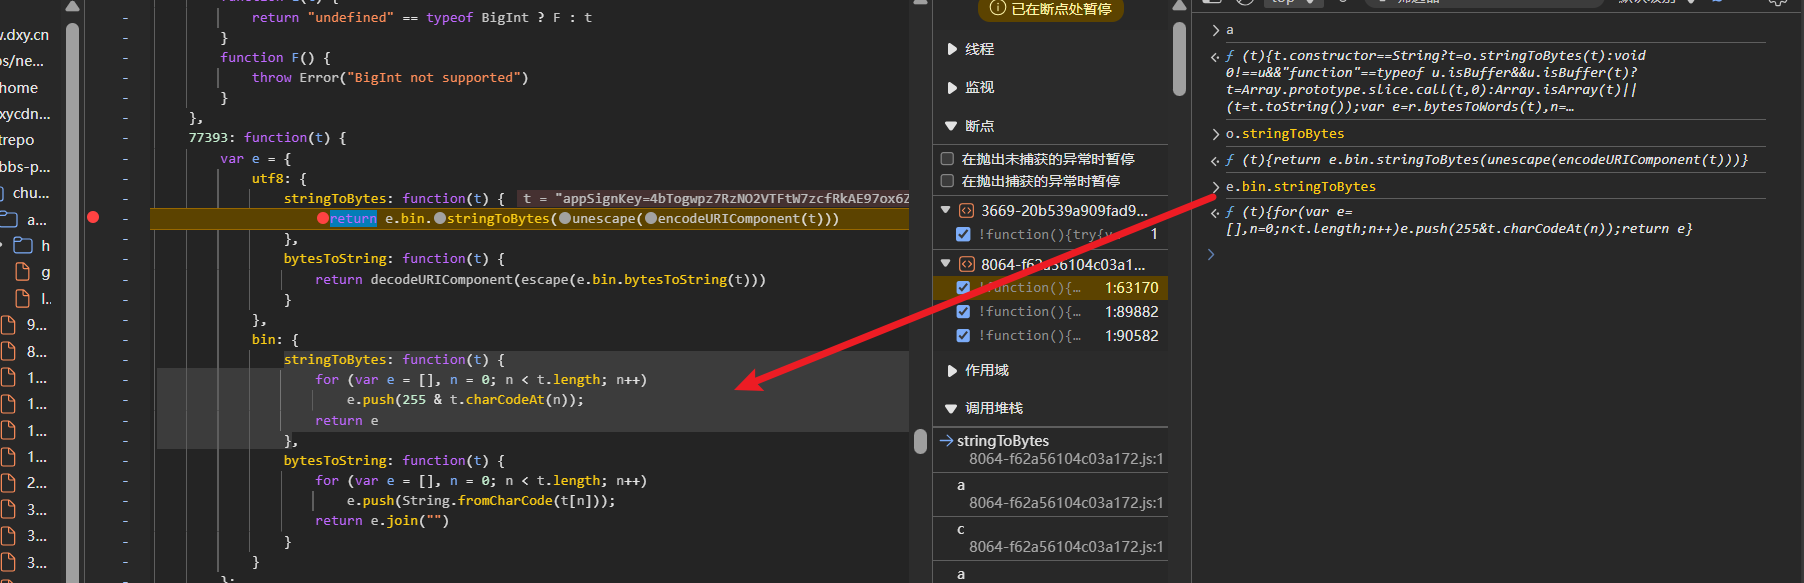 w.dxy.cn
os/ne...
home
xycdn...
trepo
bbs-p...
chu...
a...
h
g
l..
9...
8...
1...
1...
1...
1...
2...
3...
3...
3...
return "undefined" == typeof BigInt ? F : t
}
function F() {
throw Error("BigInt not supported")
}
},
77393: function(t) {
var e = {
utf8: {
stringToBytes: function(t) { t = "appSignKey=4bTogwpz7RzNO2VTFtW7zcfRkAE97ox6Z
return e.bin.stringToBytes(unescape(encodeURIComponent(t)))
},
bytesToString: function(t) {
return decodeURIComponent(escape(e.bin.bytesToString(t)))
}
},
bin: {
stringToBytes: function(t) {
for (var e = [], n = 0; n < t.length; n++)
e.push(255 & t.charCodeAt(n));
return e
},
bytesToString: function(t) {
for (var e = [], n = 0; n < t.length; n++)
e.push(String.fromCharCode(t[n]));
return e.join("")
}
}
};
已在断点处暂停
线程
监视
断点
在抛出未捕获的异常时暂停
在抛出捕获的异常时暂停
3669-20b539a909fad9...
!function(){try{v... 1
8064-f62a56104c03a1...
!function(){... 1:63170
!function(){... 1:89882
!function(){... 1:90582
作用域
调用堆栈
stringToBytes
8064-f62a56104c03a172.js:1
a
8064-f62a56104c03a172.js:1
c
8064-f62a56104c03a172.js:1
a
top
筛选器
默认级别
> a
f (t){t.constructor==String?t=o.stringToBytes(t):void
0!==u&&"function"==typeof u.isBuffer&&u.isBuffer(t)?
t=Array.prototype.slice.call(t,0):Array.isArray(t)||
(t=t.toString());var e=r.bytesToWords(t),n=…
> o.stringToBytes
f (t){return e.bin.stringToBytes(unescape(encodeURIComponent(t)))}
> e.bin.stringToBytes
f (t){for(var e=
[],n=0;n<t.length;n++)e.push(255&t.charCodeAt(n));return e}
>